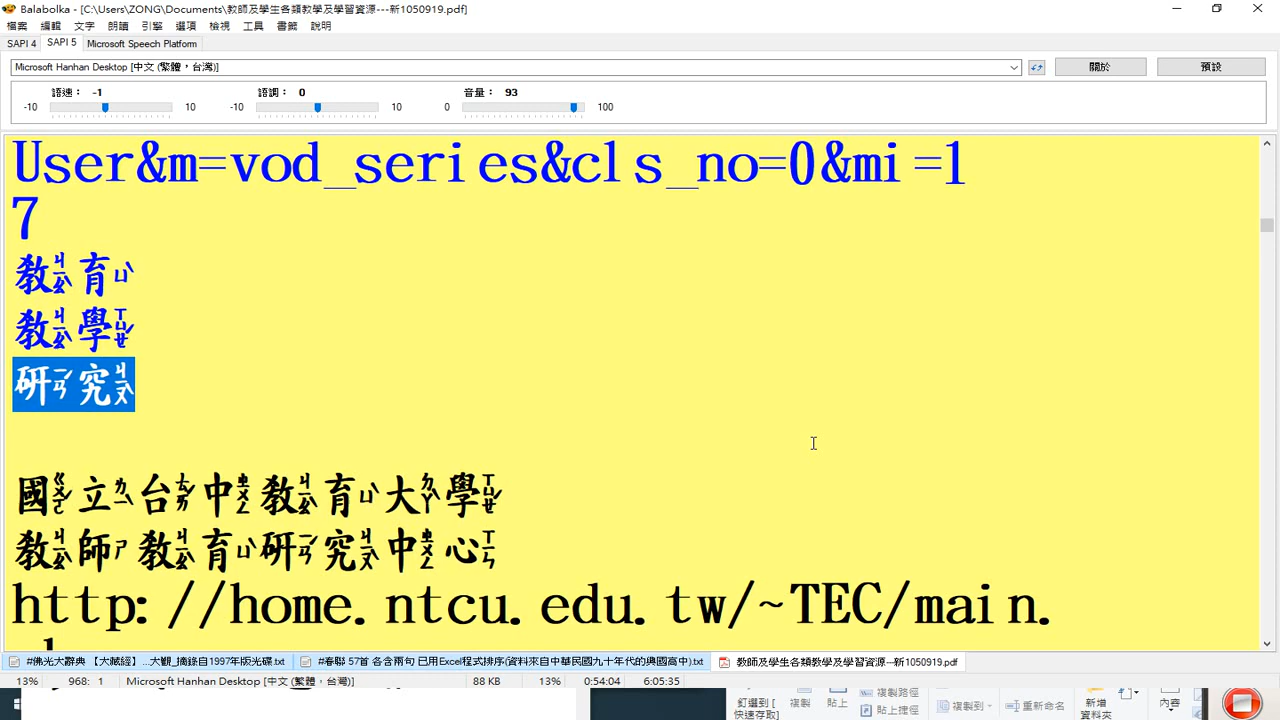 Balabolka - [C:\Users\ZONG\Documents\教師及學生各類教學及學習資源---新1050919.pdf]
檔案 編輯 文字 朗讀 引擎 選項 檢視 工具 書籤 說明
SAPI 4 SAPI 5 Microsoft Speech Platform
Microsoft Hanhan Desktop [中文 (繁體，台灣)] 關於 預設
語速： -1 語調： 0 音量： 93
-10 10 -10 10 0 100
User&m=vod_series&cls_no=0&mi=1
7
教育
教學
研究
國立台中教育大學
教師教育研究中心
http://home.ntcu.edu.tw/~TEC/main.
#佛光大辭典 【大藏經】...大觀_摘錄自1997年版光碟.txt #春聯 57首 各含兩句 已用Excel程式排序(資料來自中華民國九十年代的興國高中).txt 教師及學生各類教學及學習資源---新1050919.pdf
13% 968: 1 Microsoft Hanhan Desktop [中文 (繁體，台灣)] 88 KB 13% 0:54:04 6:05:35
釘選到 [ 複製 貼上 複製路徑 新增 內容
快速存取] 貼上捷徑 複製到 重新命名 資料夾